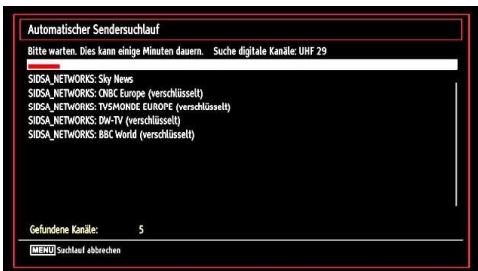 Automatischer Sendersuchlauf
Bitte warten. Dies kann einige Minuten dauern. Suche digitale Kanäle: UHF 29
SIDSA_NETWORKS: Sky News
SIDSA_NETWORKS: CNBC Europe (verschlüsselt)
SIDSA_NETWORKS: TV5MONDE EUROPE (verschlüsselt)
SIDSA_NETWORKS: DW-TV (verschlüsselt)
SIDSA_NETWORKS: BBC World (verschlüsselt)
Gefundene Kanäle: 5
MENU Suchlauf abbrechen